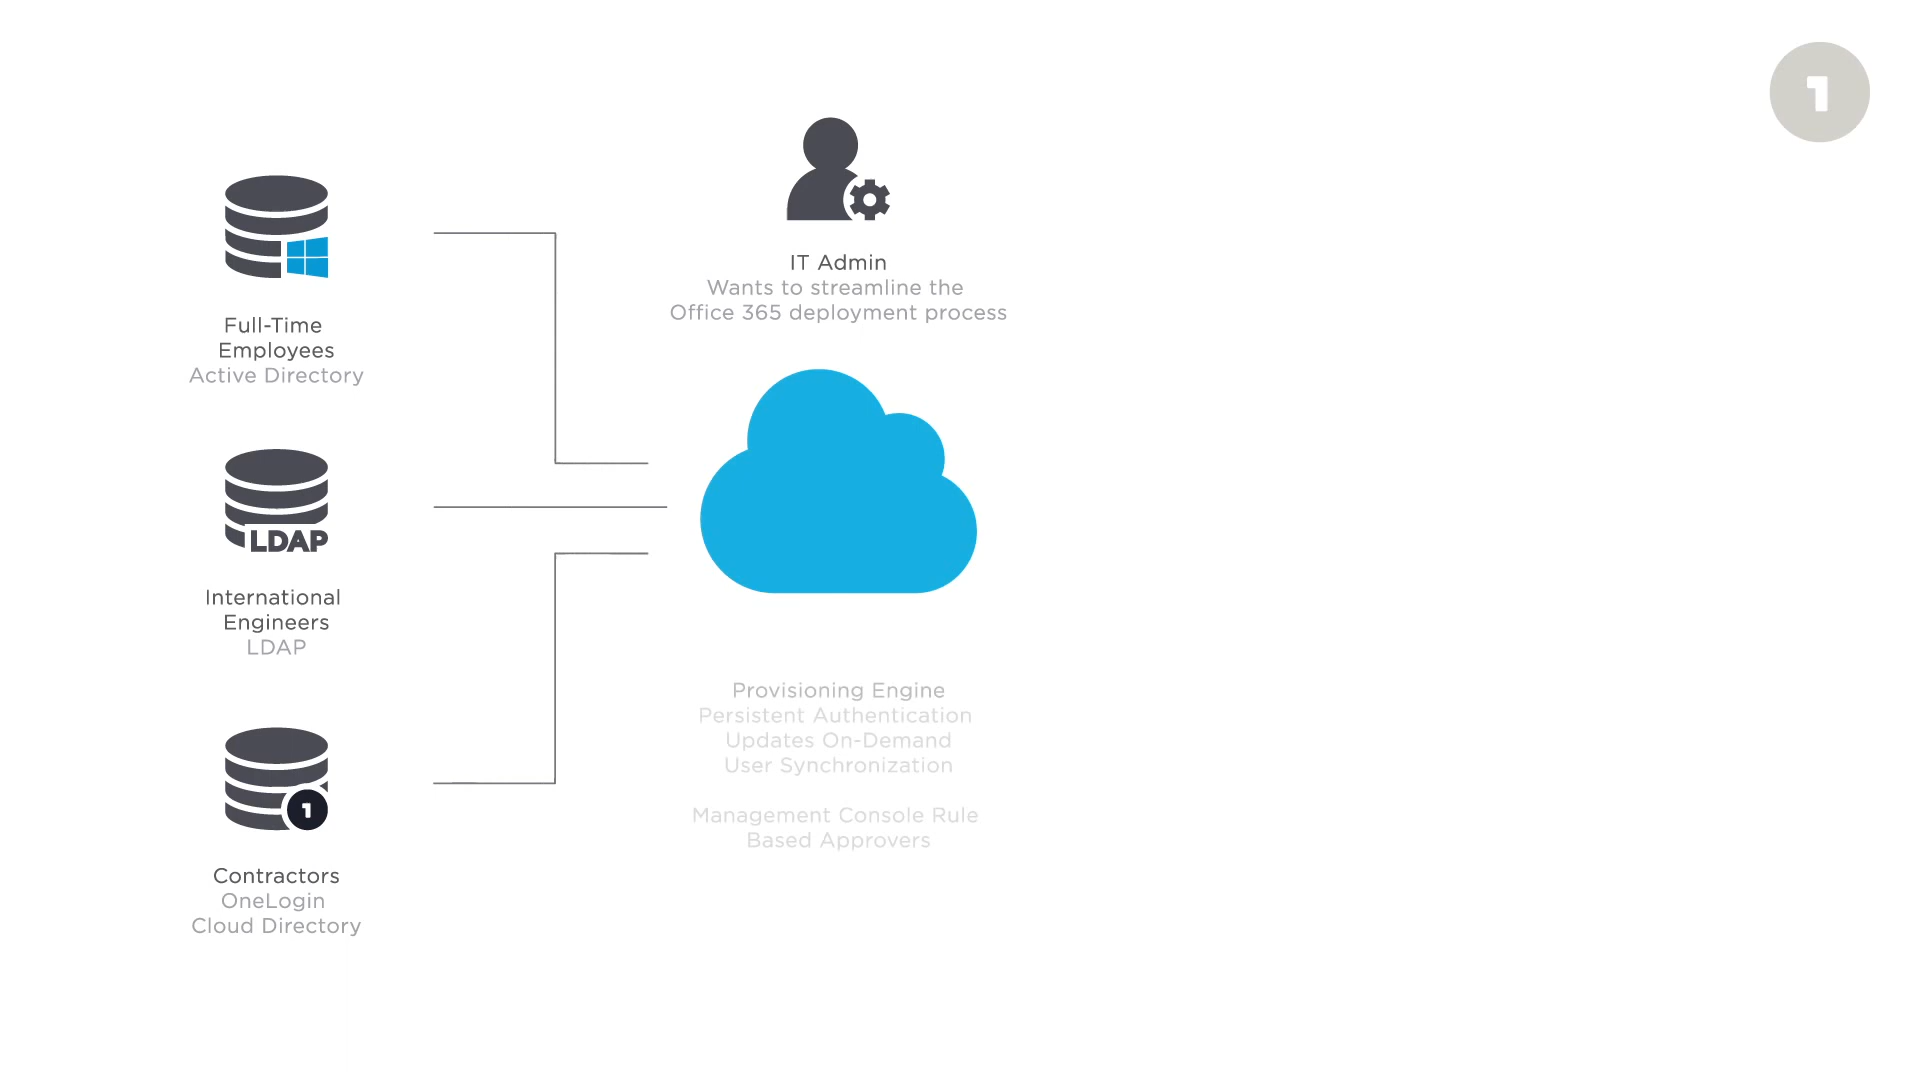 1
IT Admin
Wants to streamline the
Office 365 deployment process
Full-Time
Employees
Active Directory
LDAP
International
Engineers
LDAP
1
Contractors
OneLogin
Cloud Directory
Provisioning Engine
Persistent Authentication
Updates On-Demand
User Synchronization
Management Console Rule
Based Approvers